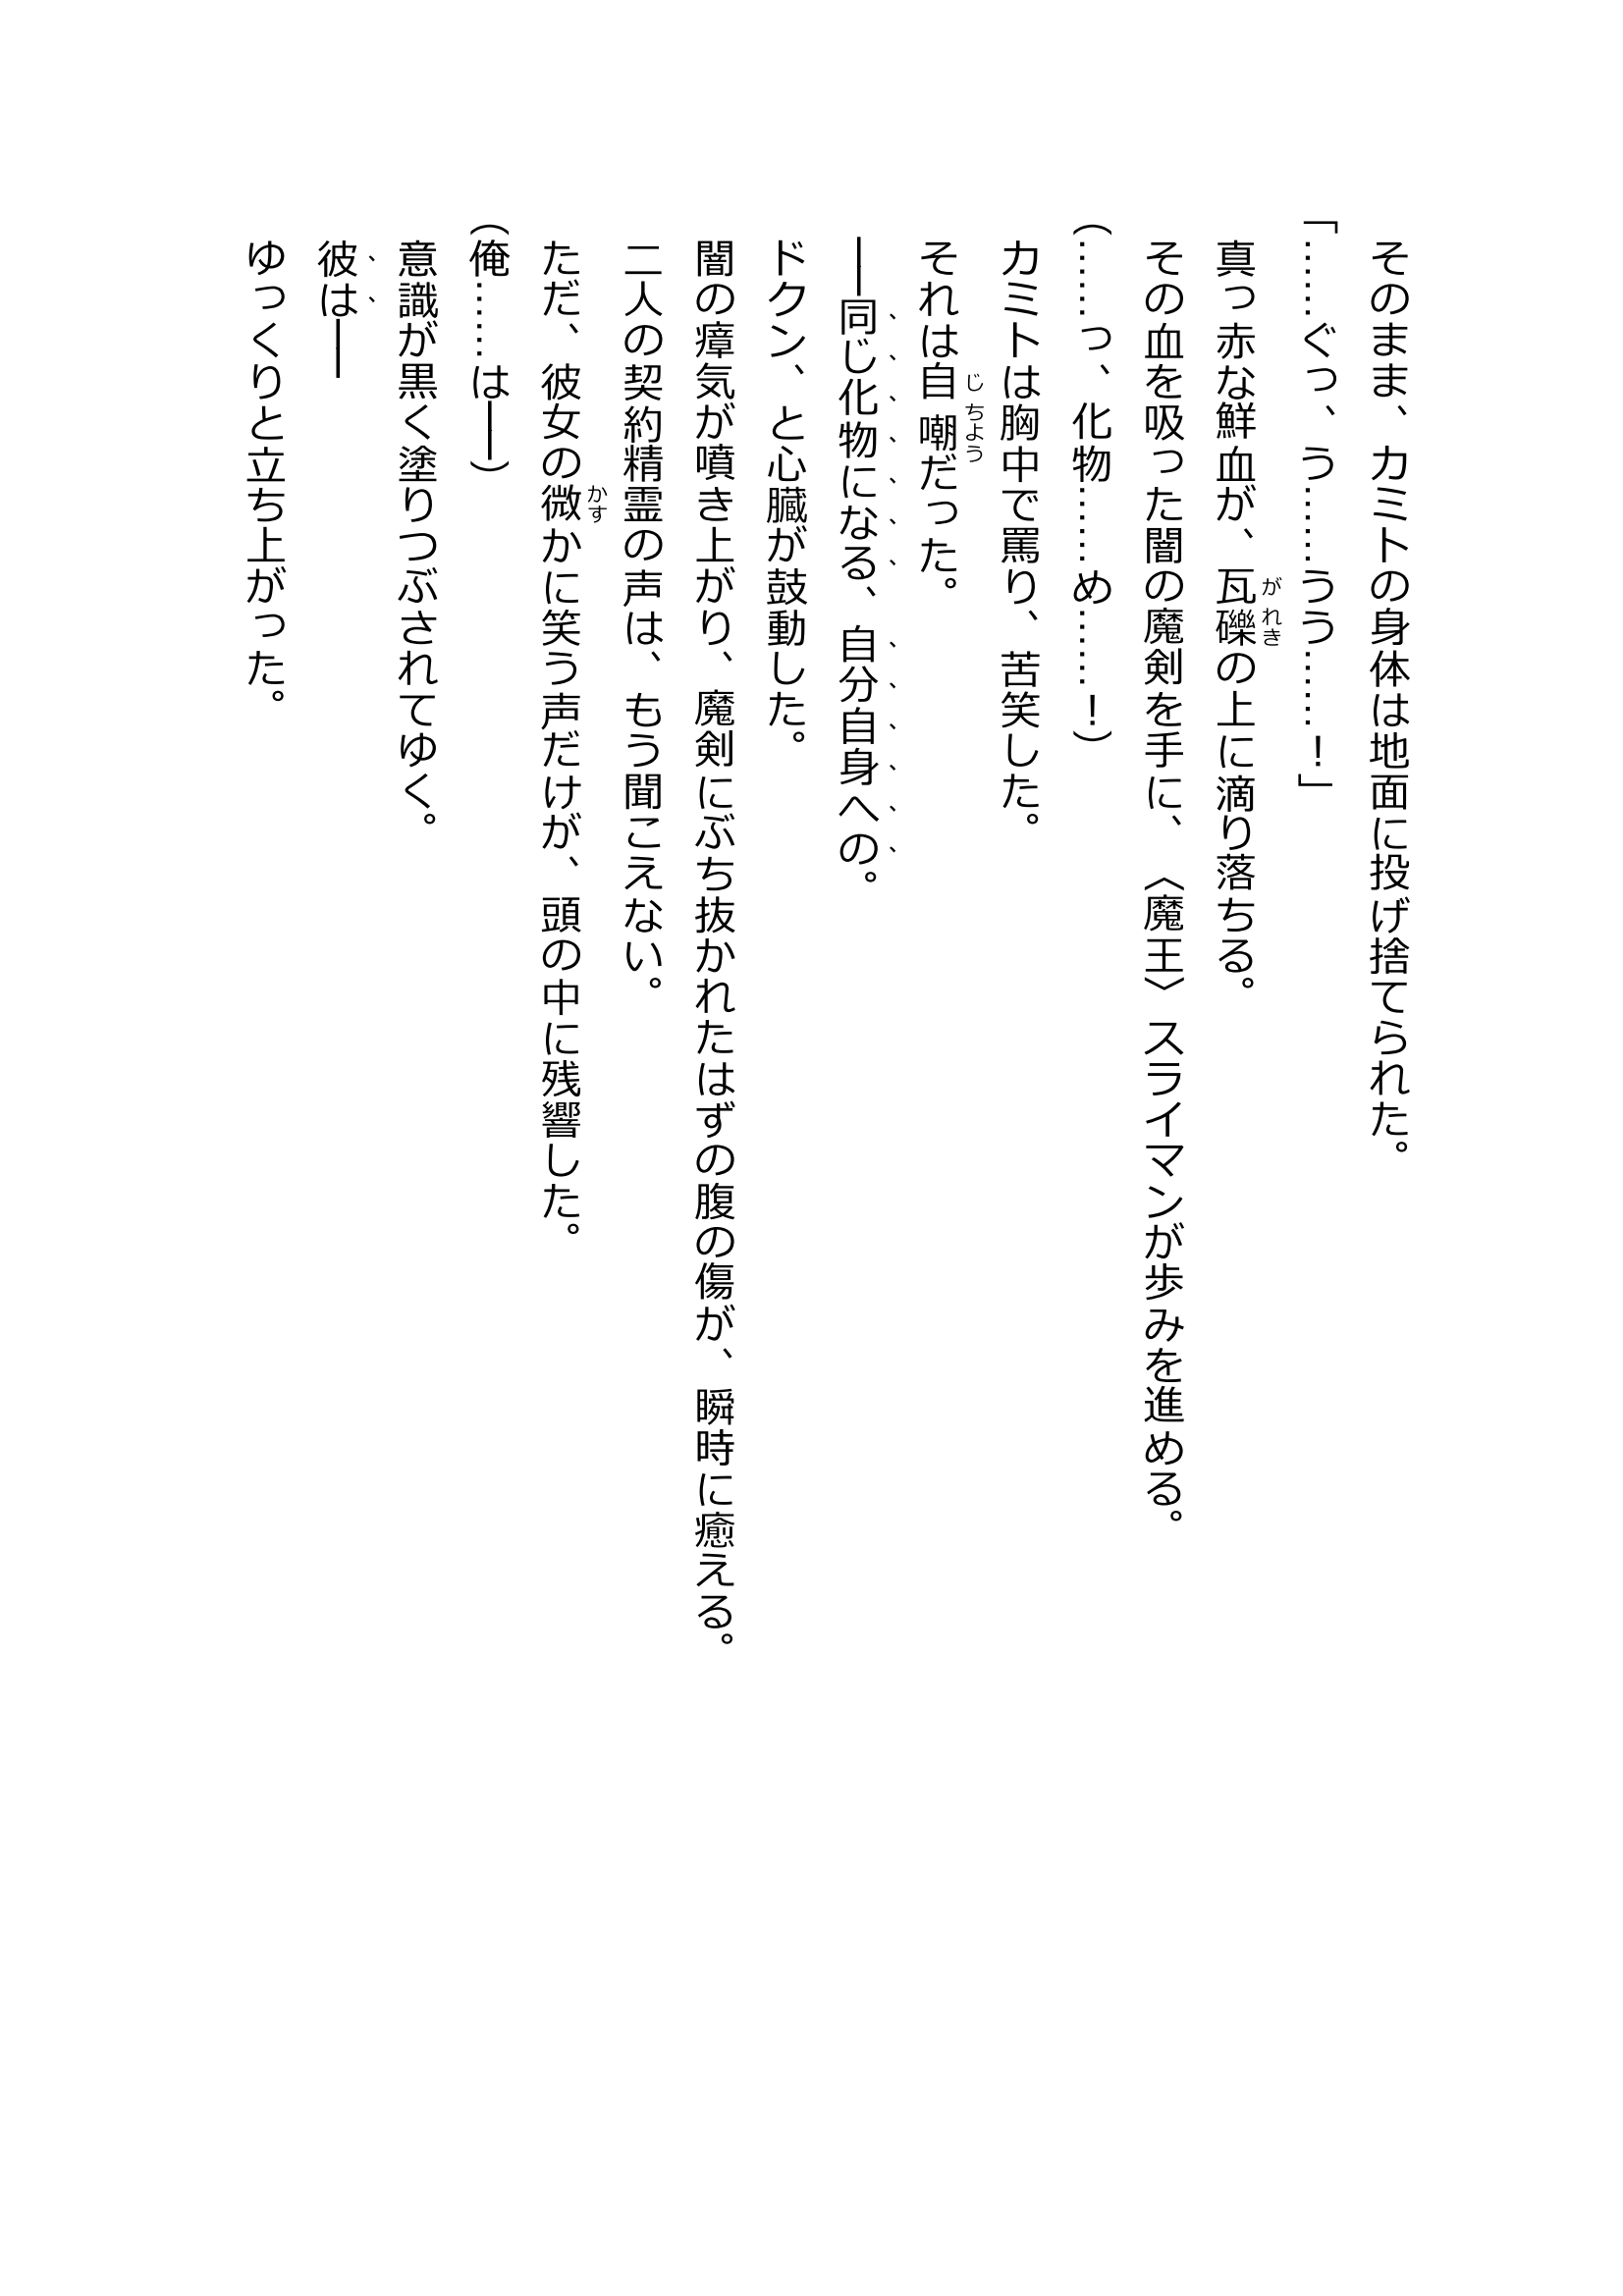 そのまま、カミトの身体は地面に投げ捨てられた。
「……ぐっ、う……うう……！」
真っ赤な鮮血が、瓦礫の上に滴り落ちる。
その血を吸った闇の魔剣を手に、〈魔王〉スライマンが歩みを進める。
（……っ、化物……め……！）
カミトは胸中で罵り、苦笑した。
それは自嘲だった。
――同じ化物になる、自分自身への。
ドクン、と心臓が鼓動した。
闇の瘴気が噴き上がり、魔剣にぶち抜かれたはずの腹の傷が、瞬時に癒える。
二人の契約精霊の声は、もう聞こえない。
ただ、彼女の微かに笑う声だけが、頭の中に残響した。
（俺……は――）
意識が黒く塗りつぶされてゆく。
彼は――
ゆっくりと立ち上がった。